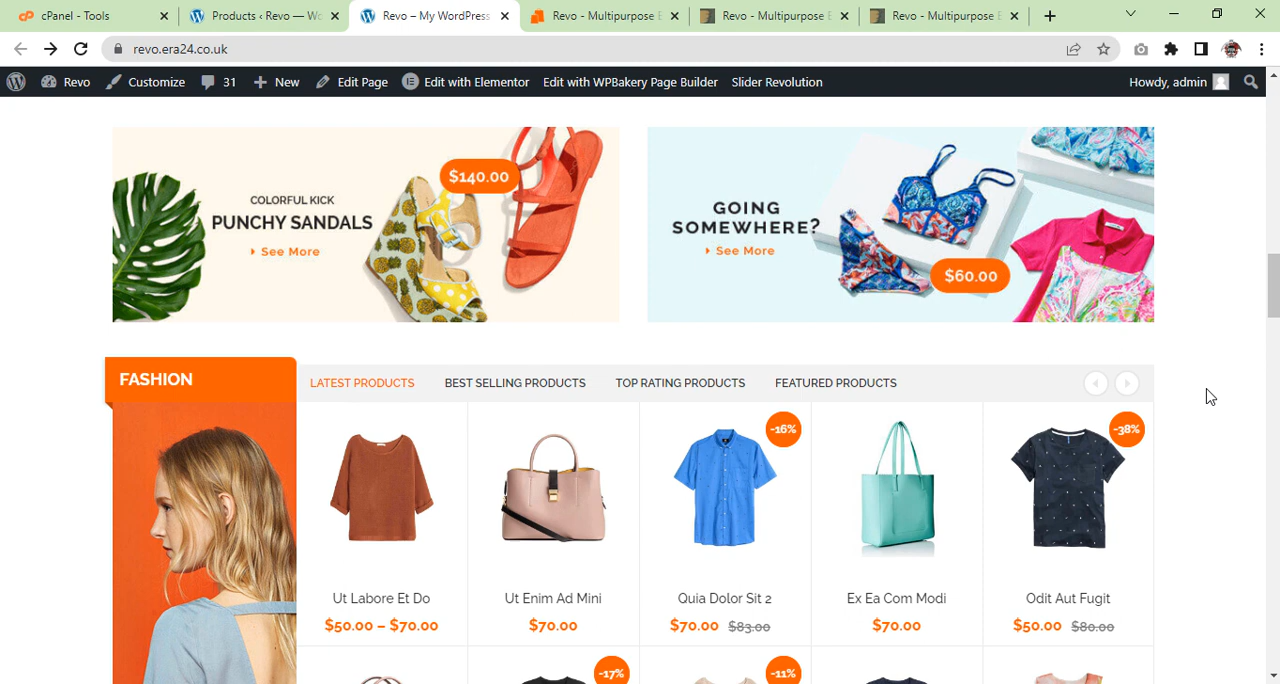 cPanel - Tools
Products ‹ Revo — Wo
Revo – My WordPress
Revo - Multipurpose E
Revo - Multipurpose E
Revo - Multipurpose E
revo.era24.co.uk
Revo
Customize
31
New
Edit Page
Edit with Elementor
Edit with WPBakery Page Builder
Slider Revolution
Howdy, admin
COLORFUL KICK
PUNCHY SANDALS
See More
$140.00
GOING
SOMEWHERE?
See More
$60.00
FASHION
LATEST PRODUCTS
BEST SELLING PRODUCTS
TOP RATING PRODUCTS
FEATURED PRODUCTS
-16%
-38%
Ut Labore Et Do
Ut Enim Ad Mini
Quia Dolor Sit 2
Ex Ea Com Modi
Odit Aut Fugit
$50.00 – $70.00
$70.00
$70.00 $83.00
$70.00
$50.00 $80.00
-17%
-11%